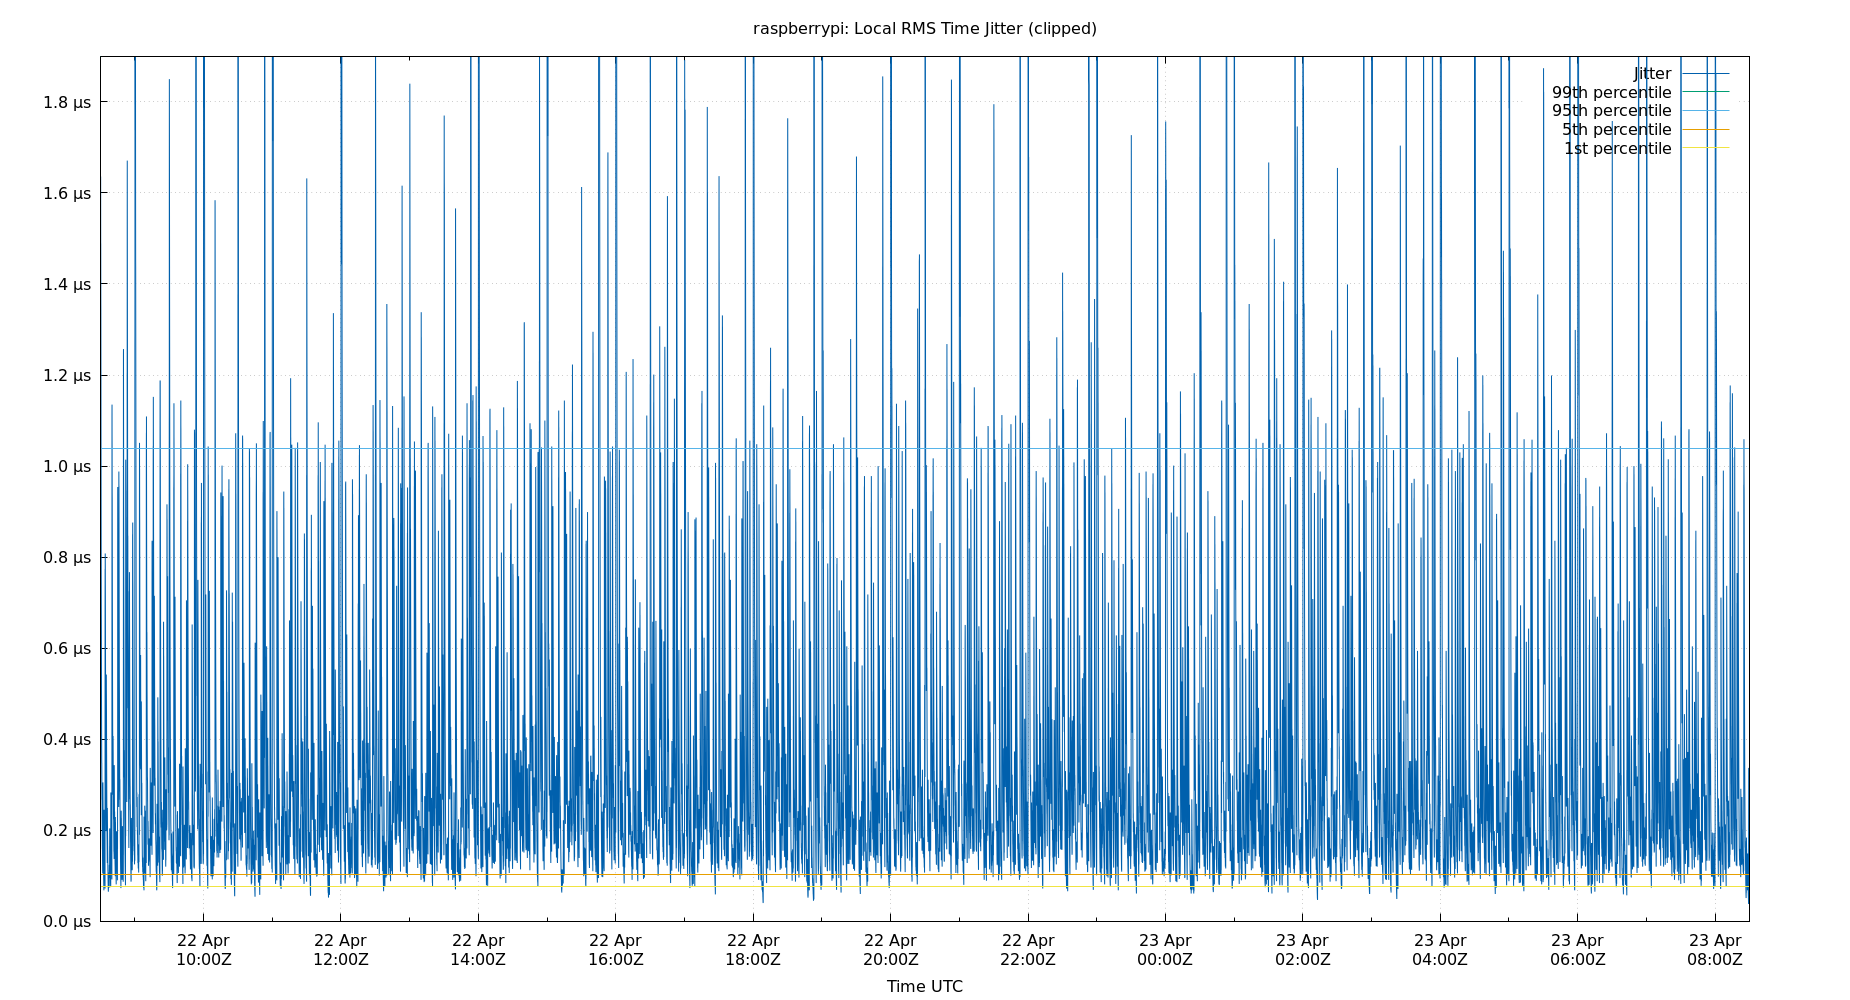 raspberrypi: Local RMS Time Jitter (clipped)
Jitter
99th percentile
95th percentile
5th percentile
1st percentile
1.8 µs
1.6 µs
1.4 µs
1.2 µs
1.0 µs
0.8 µs
0.6 µs
0.4 µs
0.2 µs
0.0 µs
22 Apr 22 Apr 22 Apr 22 Apr 22 Apr 22 Apr 22 Apr 23 Apr 23 Apr 23 Apr 23 Apr 23 Apr
10:00Z 12:00Z 14:00Z 16:00Z 18:00Z 20:00Z 22:00Z 00:00Z 02:00Z 04:00Z 06:00Z 08:00Z
Time UTC